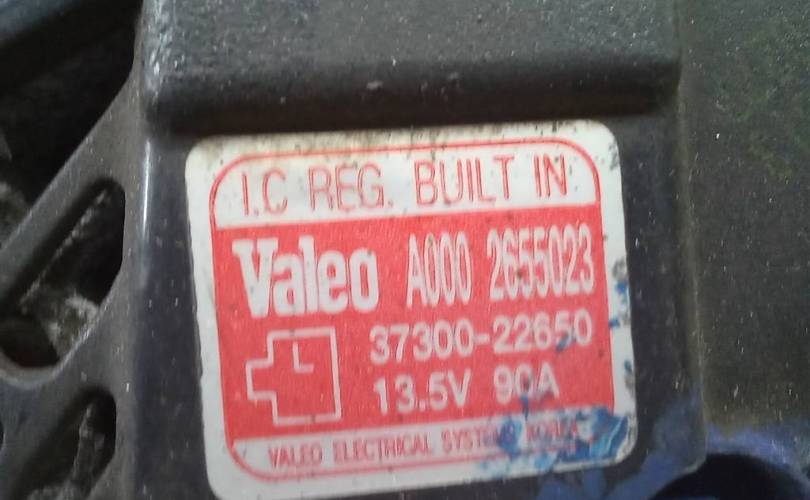 I.C REG. BUILT IN
Valeo A000 2655023
37300-22650
13.5V 90A
VALEO ELECTRICAL SYSTEMS KOREA